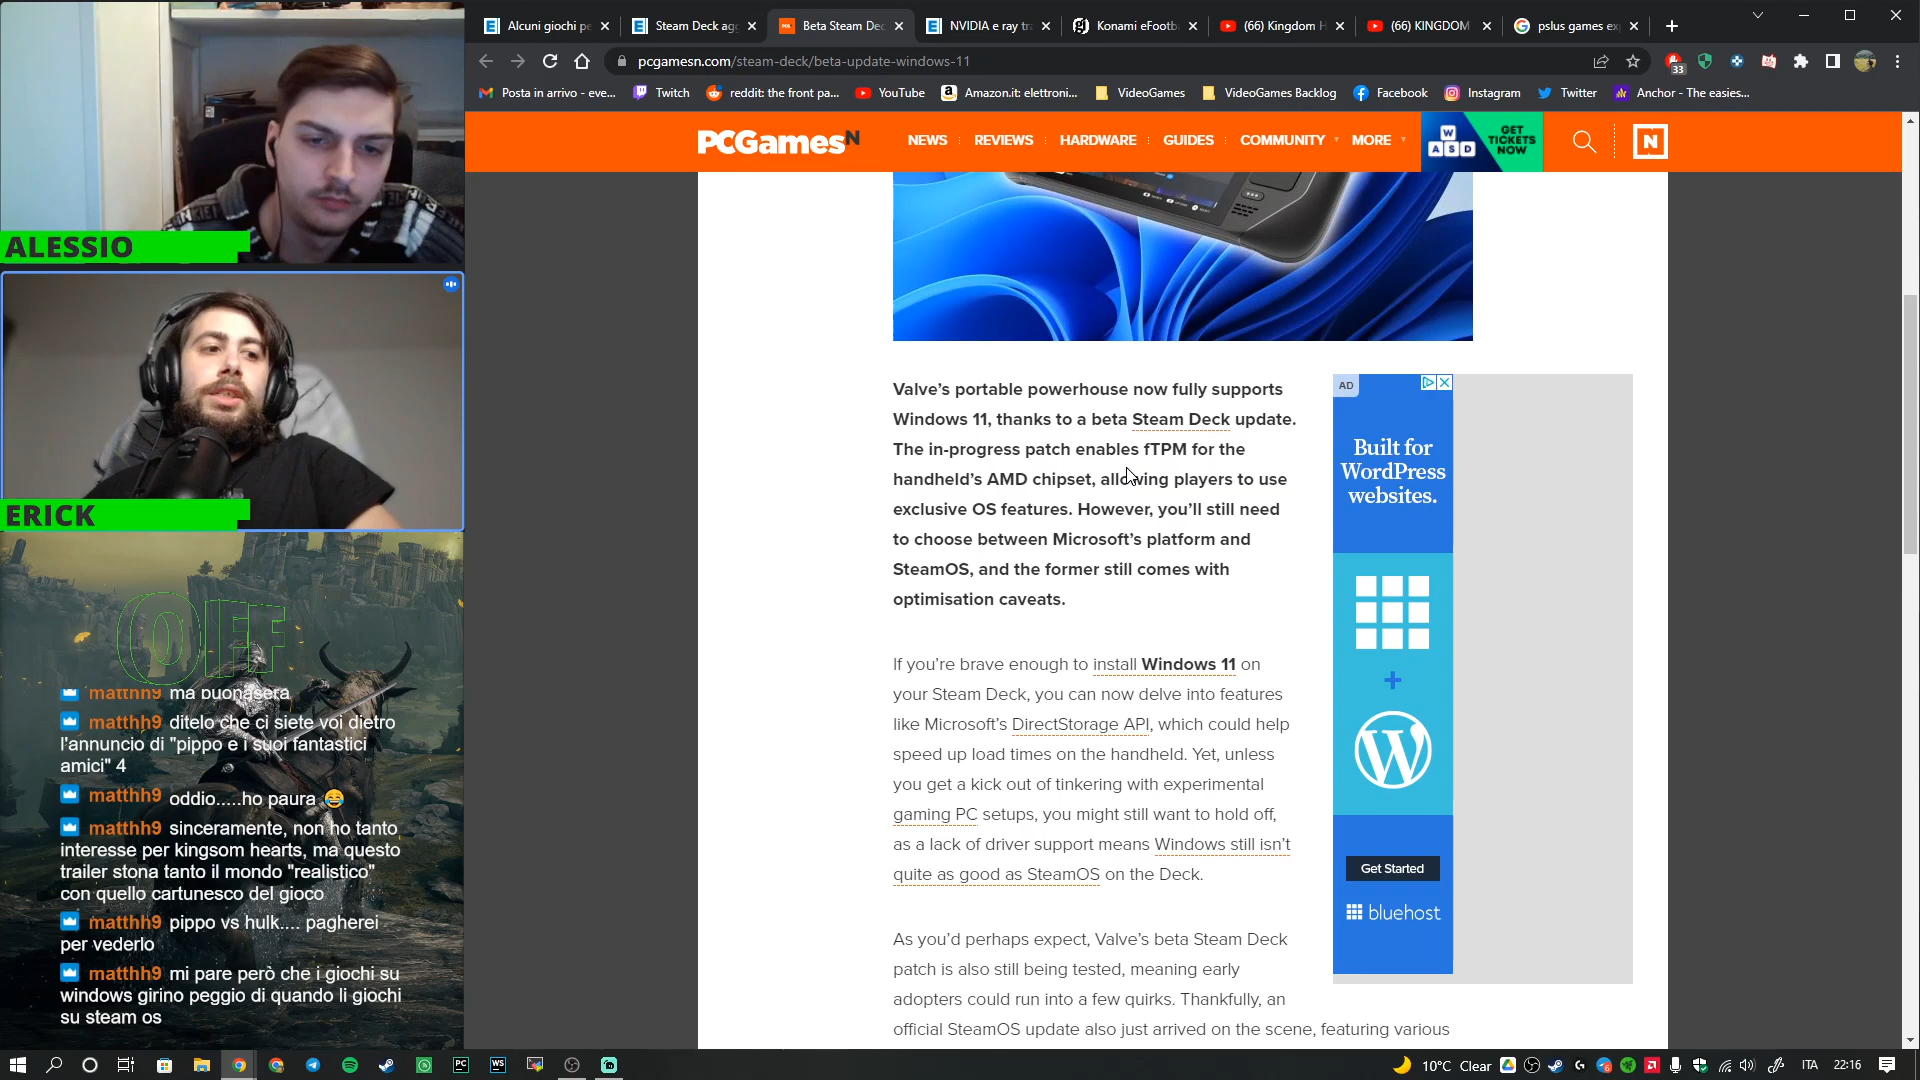 Alcuni giochi pe
Steam Deck agg
Beta Steam Dec
NVIDIA e ray tr
Konami eFootb
(66) Kingdom H
(66) KINGDOM
pslus games ex
pcgamesn.com/steam-deck/beta-update-windows-11
33
Posta in arrivo - eve...
Twitch
reddit: the front pa...
YouTube
Amazon.it: elettroni...
VideoGames
VideoGames Backlog
Facebook
Instagram
Twitter
Anchor - The easies...
PCGamesN
NEWS
REVIEWS
HARDWARE
GUIDES
COMMUNITY
MORE
W
A S D
GET
TICKETS
NOW
N
ALESSIO
ERICK
OFF
matthh9 ma buonasera
matthh9 ditelo che ci siete voi dietro
l'annuncio di "pippo e i suoi fantastici
amici" 4
matthh9 oddio.....ho paura 😂
matthh9 sinceramente, non ho tanto
interesse per kingsom hearts, ma questo
trailer stona tanto il mondo "realistico"
con quello cartunesco del gioco
matthh9 pippo vs hulk.... pagherei
per vederlo
matthh9 mi pare però che i giochi su
windows girino peggio di quando li giochi
su steam os
Valve's portable powerhouse now fully supports
Windows 11, thanks to a beta Steam Deck update.
The in-progress patch enables fTPM for the
handheld's AMD chipset, allowing players to use
exclusive OS features. However, you'll still need
to choose between Microsoft's platform and
SteamOS, and the former still comes with
optimisation caveats.
If you're brave enough to install Windows 11 on
your Steam Deck, you can now delve into features
like Microsoft's DirectStorage API, which could help
speed up load times on the handheld. Yet, unless
you get a kick out of tinkering with experimental
gaming PC setups, you might still want to hold off,
as a lack of driver support means Windows still isn't
quite as good as SteamOS on the Deck.
As you'd perhaps expect, Valve's beta Steam Deck
patch is also still being tested, meaning early
adopters could run into a few quirks. Thankfully, an
official SteamOS update also just arrived on the scene, featuring various
AD
Built for
WordPress
websites.
+
W
Get Started
bluehost
PC
WS
10°C Clear
ITA
22:16